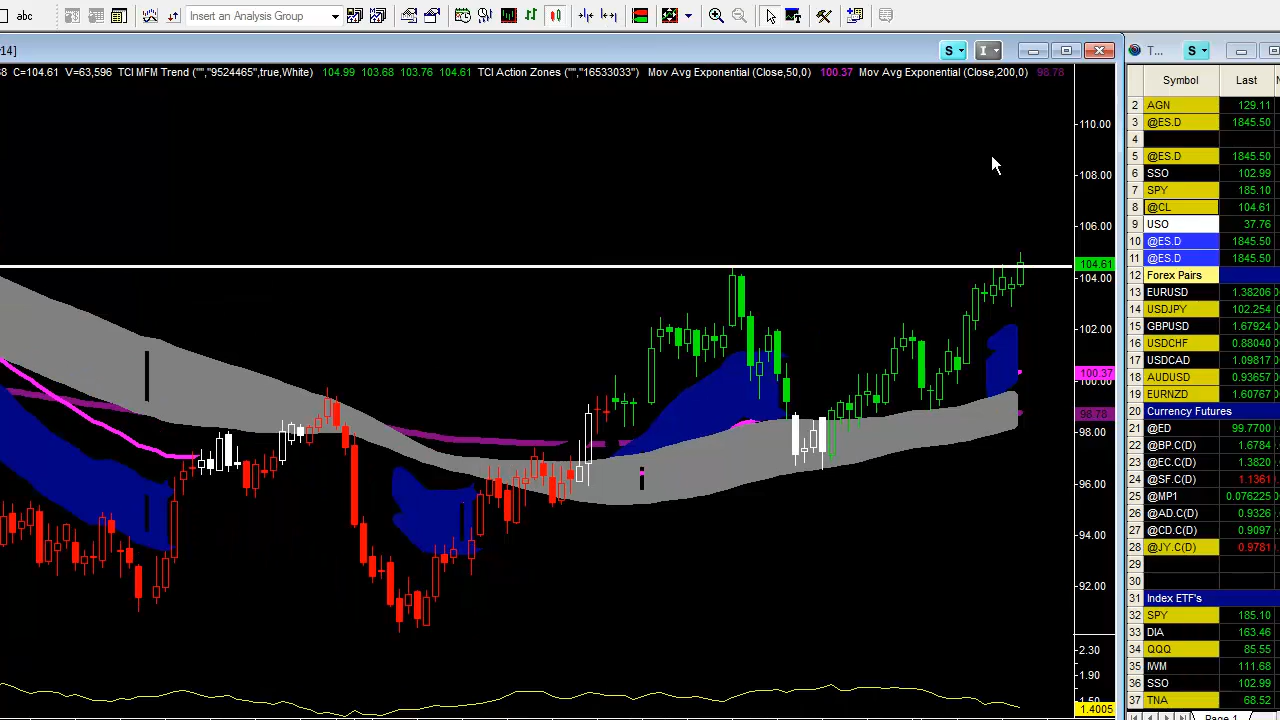 abc Insert an Analysis Group
14] S I T... S
C=104.61 V=63,596 TCI MFM Trend ("","9524465",true,White) 104.99 103.68 103.76 104.61 TCI Action Zones ("","16533033") Mov Avg Exponential (Close,50,0) 100.37 Mov Avg Exponential (Close,200,0) 98.78
Symbol Last
2 AGN 129.11
3 @ES.D 1845.50
4
5 @ES.D 1845.50
6 SSO 102.99
7 SPY 185.10
8 @CL 104.61
9 USO 37.76
10 @ES.D 1845.50
11 @ES.D 1845.50
12 Forex Pairs
13 EURUSD 1.38206
14 USDJPY 102.254
15 GBPUSD 1.67924
16 USDCHF 0.88040
17 USDCAD 1.09817
18 AUDUSD 0.93657
19 EURNZD 1.60767
20 Currency Futures
21 @ED 99.7700
22 @BP.C(D) 1.6784
23 @EC.C(D) 1.3820
24 @SF.C(D) 1.1361
25 @MP1 0.076225
26 @AD.C(D) 0.9326
27 @CD.C(D) 0.9097
28 @JY.C(D) 0.9781
29
30
31 Index ETF's
32 SPY 185.10
33 DIA 163.46
34 QQQ 85.55
35 IWM 111.68
36 SSO 102.99
37 TNA 68.52
Page 1
110.00
108.00
106.00
104.61
104.00
102.00
100.37
100.00
98.78
98.00
96.00
94.00
92.00
2.30
1.90
1.4005